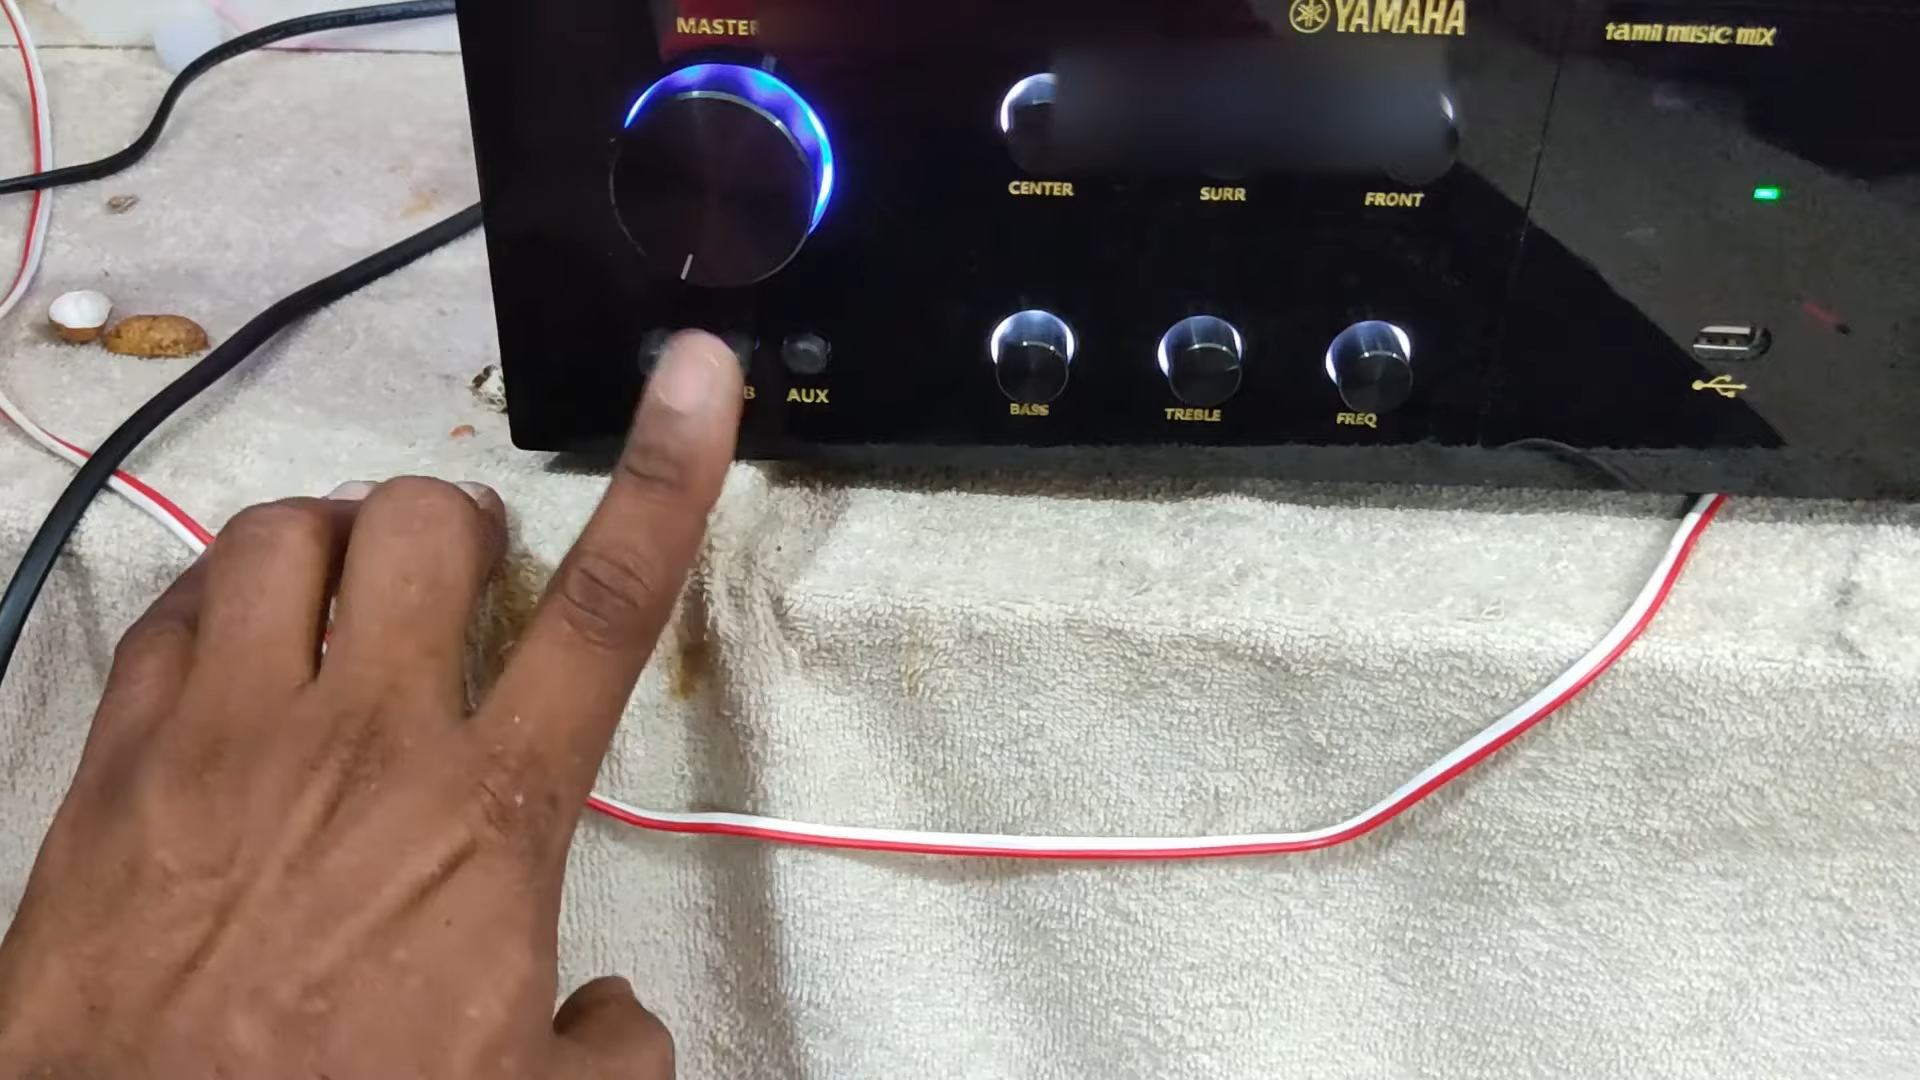 MASTER
YAMAHA
tamil music mix
CENTER
SURR
FRONT
AUX
BASS
TREBLE
FREQ